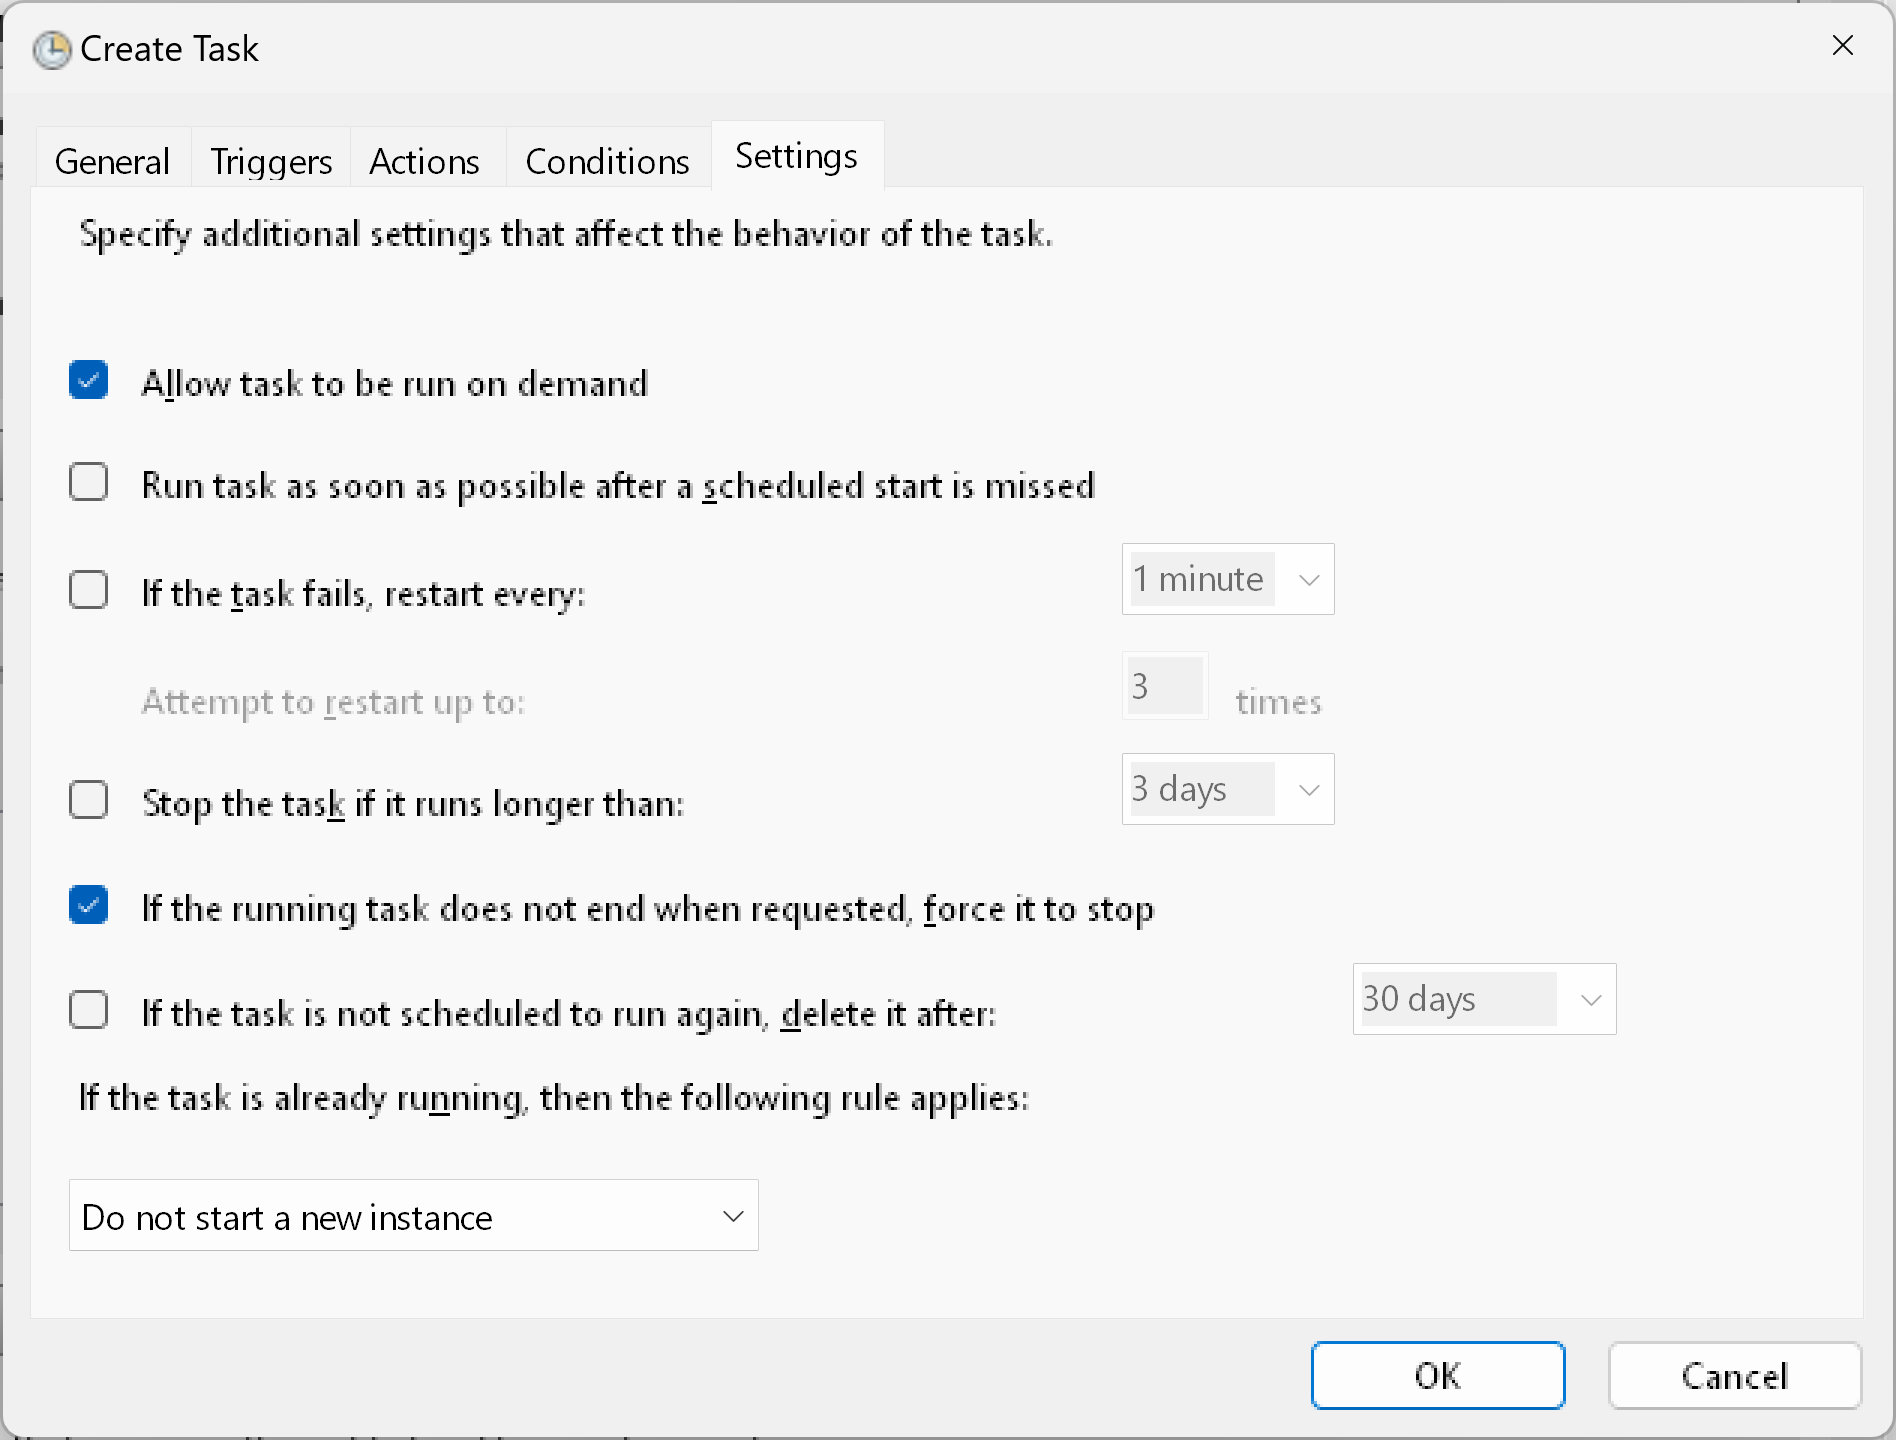 Create Task
General Triggers Actions Conditions Settings
Specify additional settings that affect the behavior of the task.
Allow task to be run on demand
Run task as soon as possible after a scheduled start is missed
If the task fails, restart every: 1 minute
Attempt to restart up to: 3 times
Stop the task if it runs longer than: 3 days
If the running task does not end when requested, force it to stop
If the task is not scheduled to run again, delete it after: 30 days
If the task is already running, then the following rule applies:
Do not start a new instance
OK Cancel